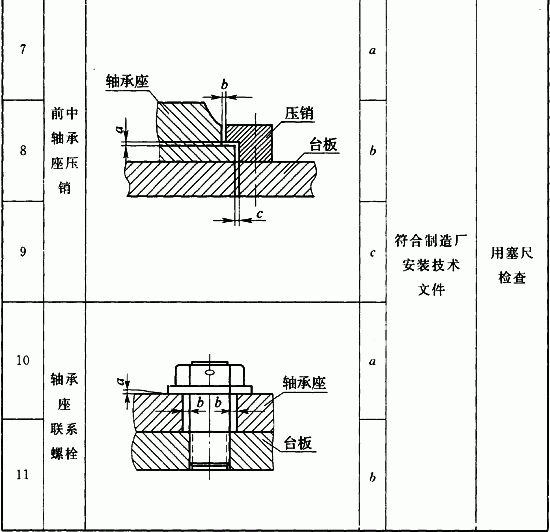 7
前中
轴承
座压
销
轴承座
b
a
压销
台板
c
a
8
b
9
c
符合制造厂
安装技术
文件
用塞尺
检查
10
轴承
座
联系
螺栓
a
b
b
轴承座
台板
a
11
b